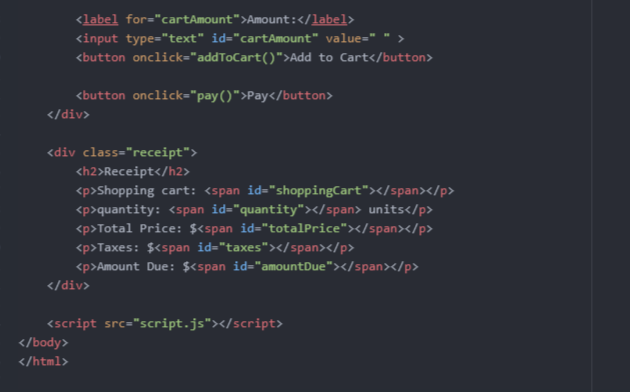 <label for="cartAmount">Amount:</label>
<input type="text" id="cartAmount" value=" " >
<button onclick="addToCart()">Add to Cart</button>
<button onclick="pay()">Pay</button>
</div>
<div class="receipt">
<h2>Receipt</h2>
<p>Shopping cart: <span id="shoppingCart"></span></p>
<p>quantity: <span id="quantity"></span> units</p>
<p>Total Price: $<span id="totalPrice"></span></p>
<p>Taxes: $<span id="taxes"></span></p>
<p>Amount Due: $<span id="amountDue"></span></p>
</div>
<script src="script.js"></script>
</body>
</html>